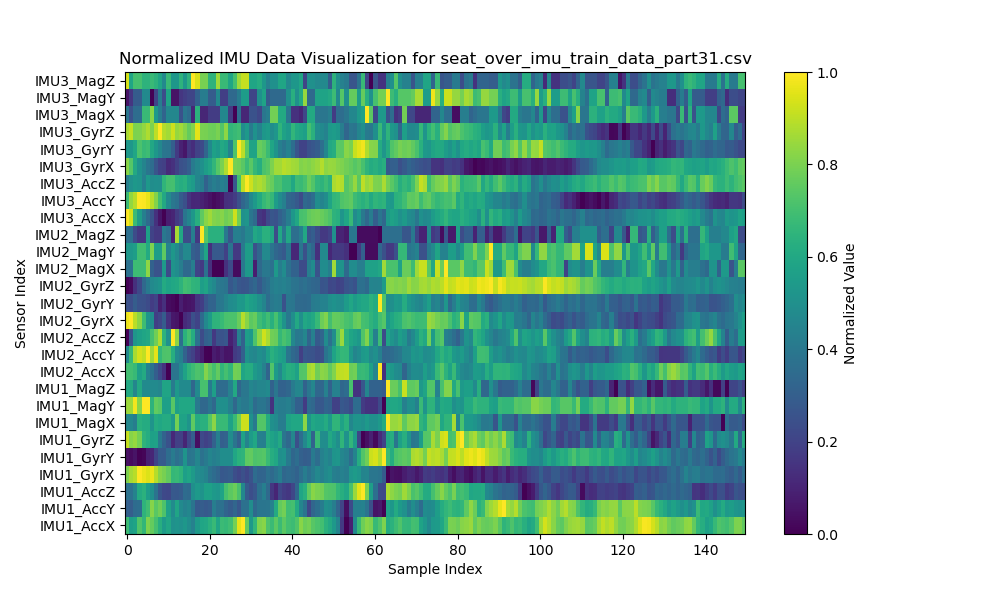 Normalized IMU Data Visualization for seat_over_imu_train_data_part31.csv
IMU3_MagZ
IMU3_MagY
IMU3_MagX
IMU3_GyrZ
IMU3_GyrY
IMU3_GyrX
IMU3_AccZ
IMU3_AccY
IMU3_AccX
IMU2_MagZ
IMU2_MagY
IMU2_MagX
IMU2_GyrZ
IMU2_GyrY
IMU2_GyrX
IMU2_AccZ
IMU2_AccY
IMU2_AccX
IMU1_MagZ
IMU1_MagY
IMU1_MagX
IMU1_GyrZ
IMU1_GyrY
IMU1_GyrX
IMU1_AccZ
IMU1_AccY
IMU1_AccX
Sensor Index
0 20 40 60 80 100 120 140
Sample Index
1.0
0.8
0.6
0.4
0.2
0.0
Normalized Value